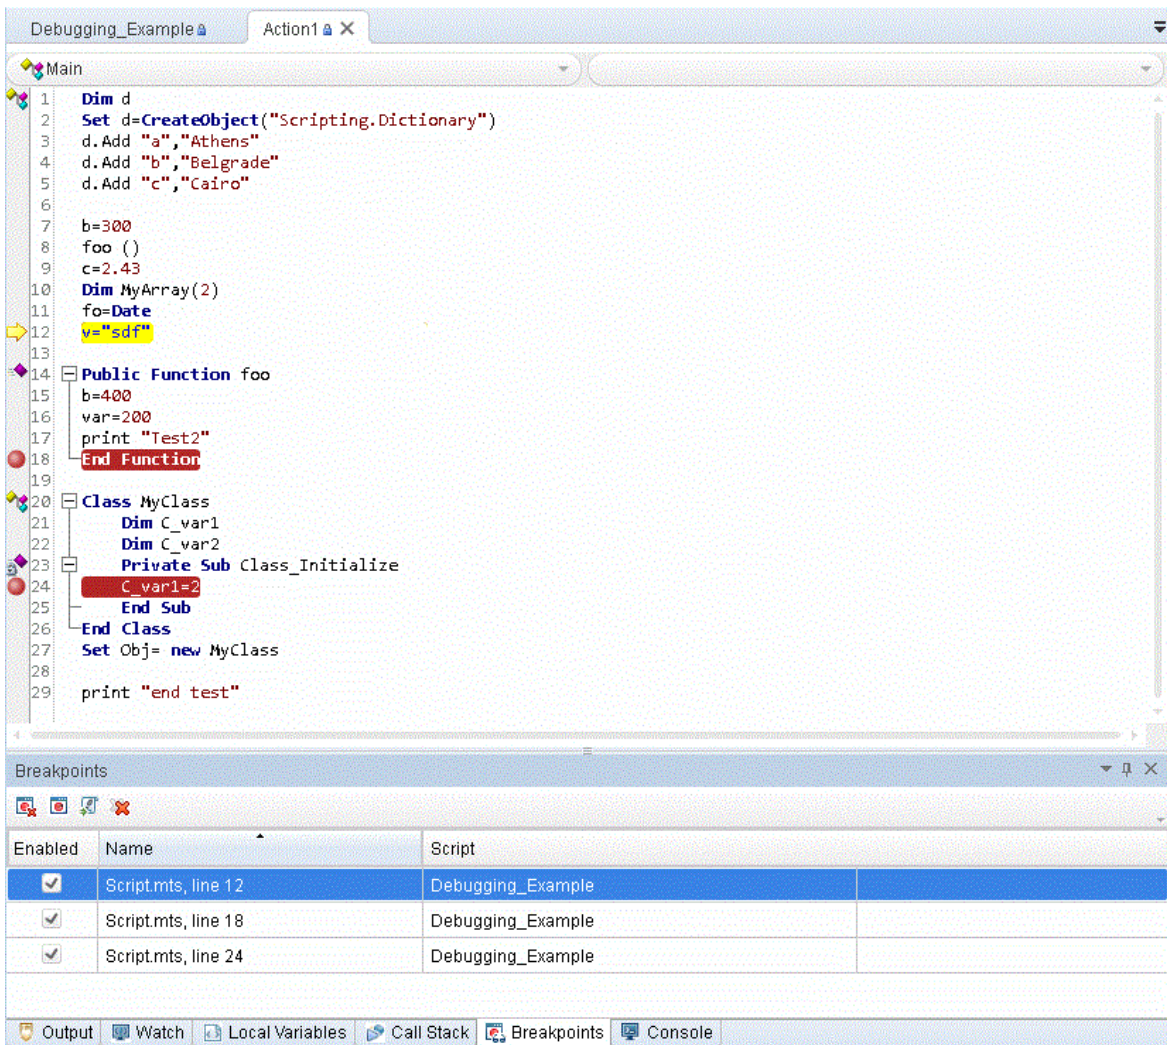 Debugging_Example Action1
Main
1 Dim d
2 Set d=CreateObject("Scripting.Dictionary")
3 d.Add "a","Athens"
4 d.Add "b","Belgrade"
5 d.Add "c","Cairo"
6
7 b=300
8 foo ()
9 c=2.43
10 Dim MyArray(2)
11 fo=Date
12 v="sdf"
13
14 Public Function foo
15 b=400
16 var=200
17 print "Test2"
18 End Function
19
20 Class MyClass
21 Dim C_var1
22 Dim C_var2
23 Private Sub Class_Initialize
24 C_var1=2
25 End Sub
26 End Class
27 Set Obj= new MyClass
28
29 print "end test"
Breakpoints
Enabled Name Script
Script.mts, line 12 Debugging_Example
Script.mts, line 18 Debugging_Example
Script.mts, line 24 Debugging_Example
Output Watch Local Variables Call Stack Breakpoints Console